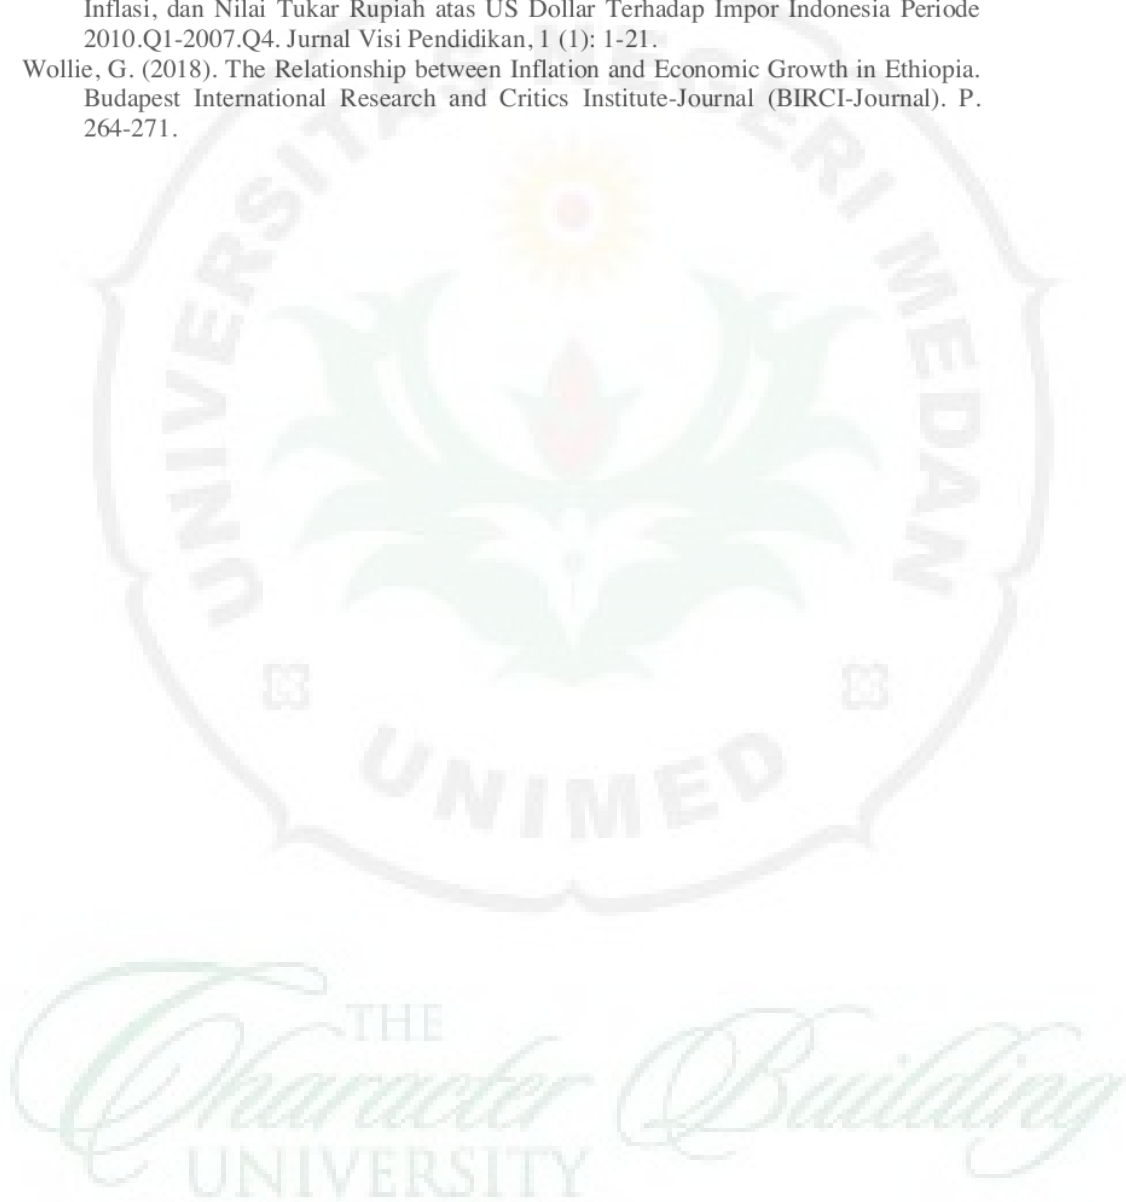 Inflasi, dan Nilai Tukar Rupiah atas US Dollar Terhadap Impor Indonesia Periode
2010.Q1-2007.Q4. Jurnal Visi Pendidikan, 1 (1): 1-21.
Wollie, G. (2018). The Relationship between Inflation and Economic Growth in Ethiopia.
Budapest International Research and Critics Institute-Journal (BIRCI-Journal). P.
264-271.
UNIVERSITAS NEGERI MEDAN
UNIMED
THE
Character Building
UNIVERSITY